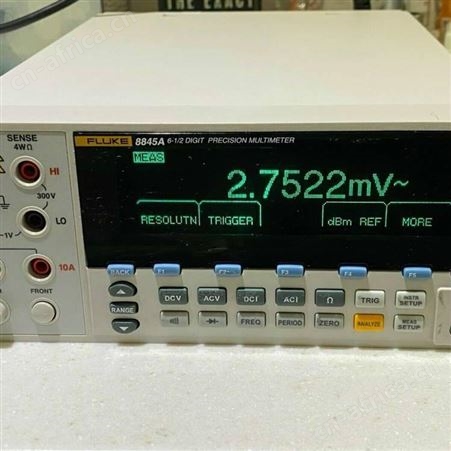 THE EXACT
SENSE
4WΩ
HI
300V
LO
~1V
10A
FRONT
FLUKE 8845A 6-1/2 DIGIT PRECISION MULTIMETER
MEAS
2.7522mV~
RESOLUTN TRIGGER dBm REF MORE
BACK F1 F2 F3 F4 F5
DCV ACV DCI ACI Ω TRIG INSTR SETUP
RANGE
FREQ PERIOD ZERO ANALYZE MEAS SETUP